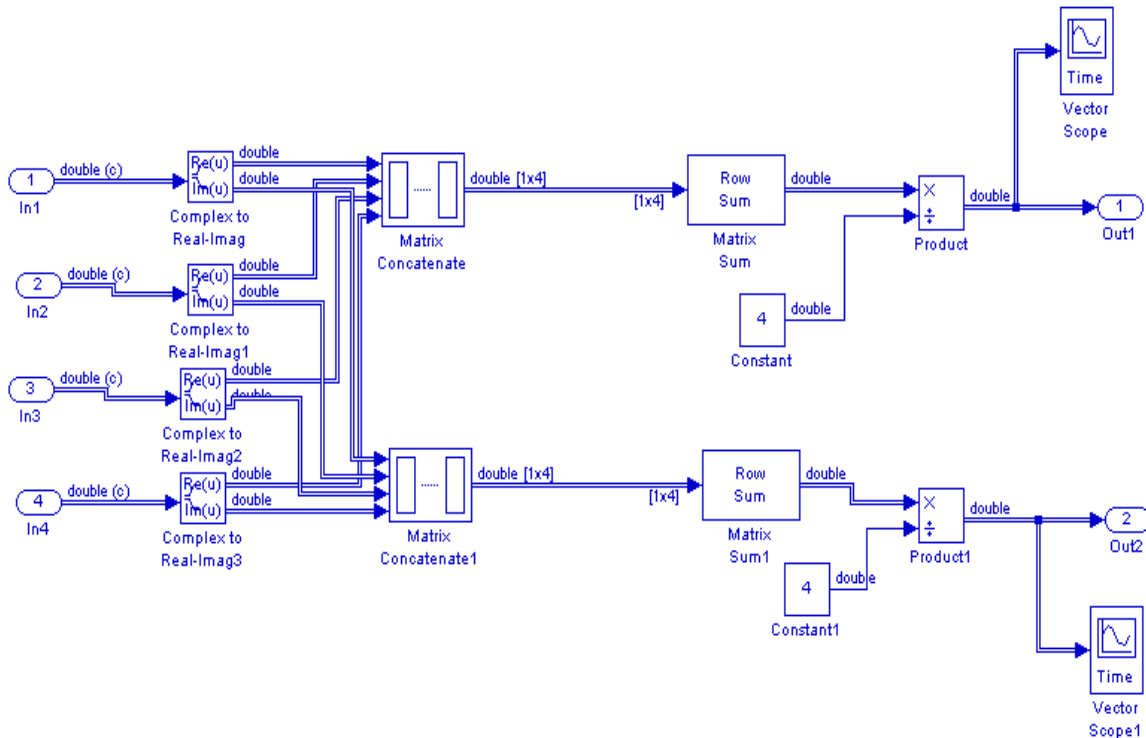 Time
Vector
Scope
1
In1
double (c)
Re(u)
Im(u)
double
double
Complex to
Real-Imag
.....
Matrix
Concatenate
double [1x4]
[1x4]
Row
Sum
Matrix
Sum
double
×
÷
Product
double
1
Out1
2
In2
double (c)
Re(u)
Im(u)
double
double
Complex to
Real-Imag1
4
Constant
double
3
In3
double (c)
Re(u)
Im(u)
double
double
Complex to
Real-Imag2
4
In4
double (c)
Re(u)
Im(u)
double
double
Complex to
Real-Imag3
.....
Matrix
Concatenate1
double [1x4]
[1x4]
Row
Sum
Matrix
Sum1
double
×
÷
Product1
double
2
Out2
4
Constant1
double
Time
Vector
Scope1